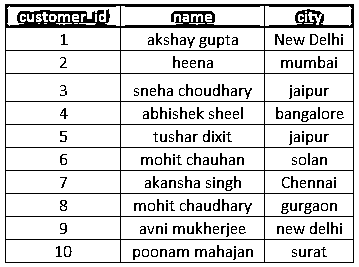 customer_id name city
1 akshay gupta New Delhi
2 heena mumbai
3 sneha choudhary jaipur
4 abhishek sheel bangalore
5 tushar dixit jaipur
6 mohit chauhan solan
7 akansha singh Chennai
8 mohit chaudhary gurgaon
9 avni mukherjee new delhi
10 poonam mahajan surat